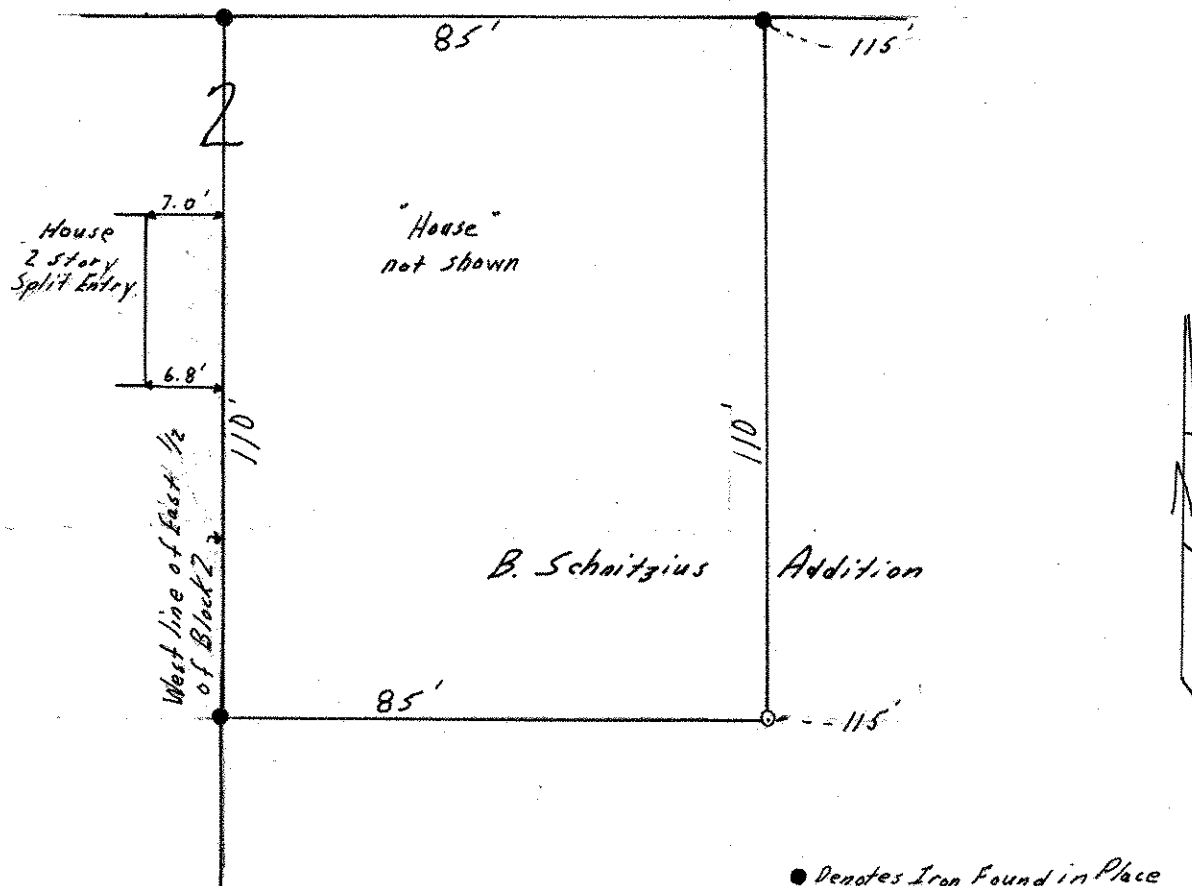 85'
115'
2
7.0'
House
2 story
Split Entry
"House"
not shown
6.8'
110'
110'
West line of East 1/2
of Block 2
B. Schnitzius Addition
85'
115'
Denotes Iron Found in Place